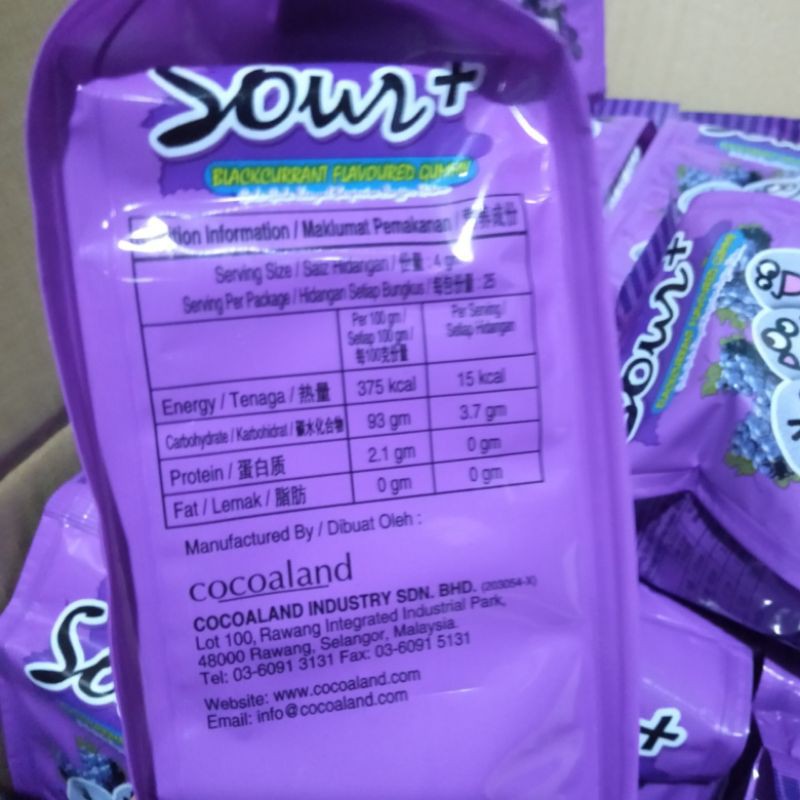 Sour+
BLACKCURRANT FLAVOURED GUMMY
Information / Maklumat Pemakanan / 营养成份
Serving Size / Saiz Hidangan / 份量 : 4 g
Serving Per Package / Hidangan Setiap Bungkus / 每包份量 : 25
Per 100 gm /
Setiap 100 gm /
每100克份量
Per Serving /
Setiap Hidangan
Energy / Tenaga / 热量 375 kcal 15 kcal
Carbohydrate / Karbohidrat / 碳水化合物 93 gm 3.7 gm
Protein / 蛋白质 2.1 gm 0 gm
Fat / Lemak / 脂肪 0 gm 0 gm
Manufactured By / Dibuat Oleh :
cocoaland
COCOALAND INDUSTRY SDN. BHD. (203054-X)
Lot 100, Rawang Integrated Industrial Park,
48000 Rawang, Selangor, Malaysia.
Tel: 03-6091 3131 Fax: 03-6091 5131
Website: www.cocoaland.com
Email: info@cocoaland.com